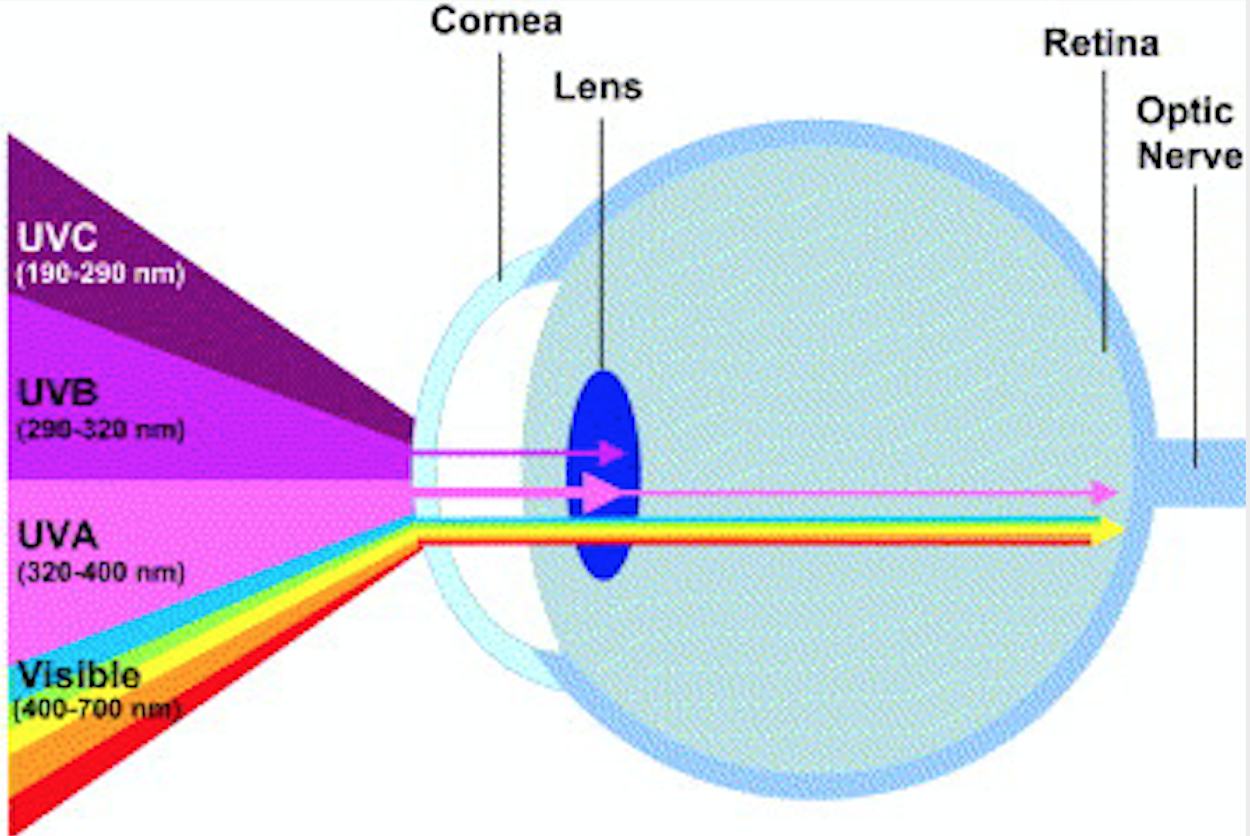 Cornea
Lens
Retina
Optic
Nerve
UVC
(190-290 nm)
UVB
(290-320 nm)
UVA
(320-400 nm)
Visible
(400-700 nm)